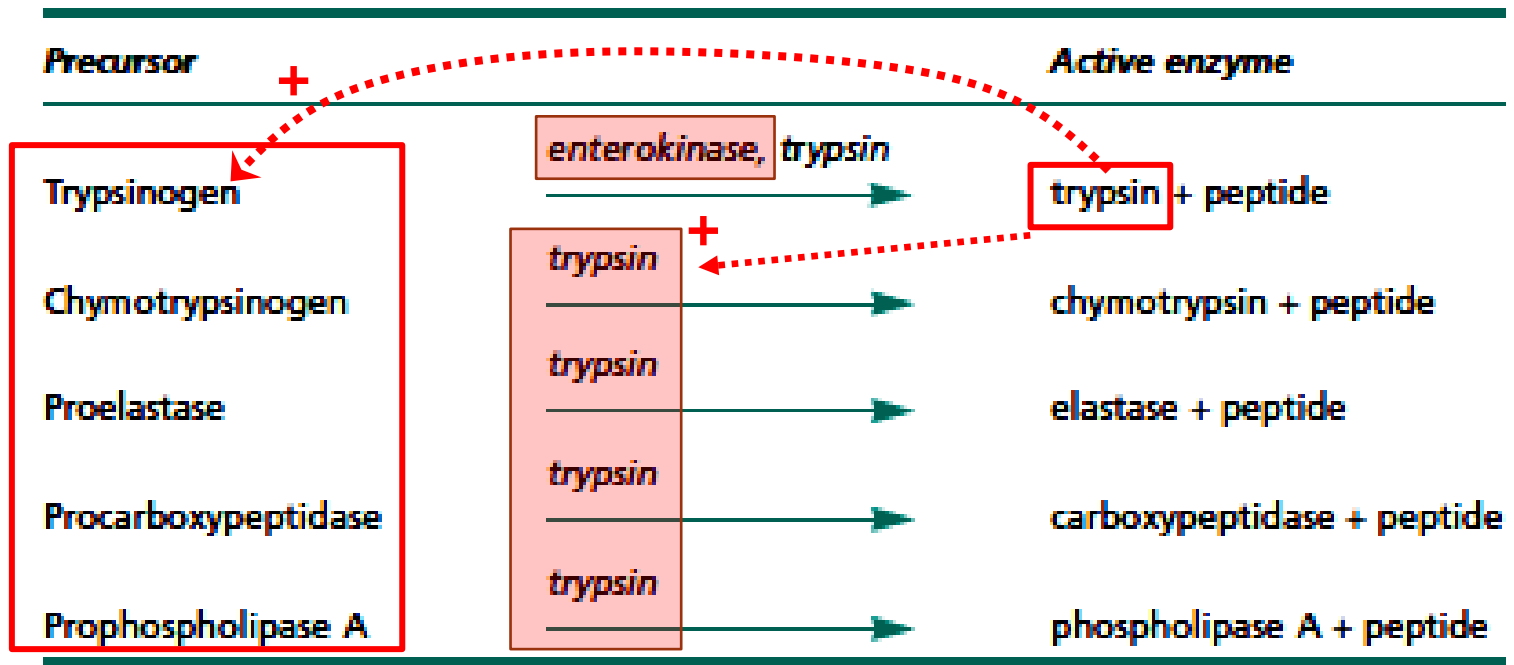 Precursor + Active enzyme
enterokinase, trypsin
Trypsinogen trypsin + peptide
+
trypsin
Chymotrypsinogen chymotrypsin + peptide
trypsin
Proelastase elastase + peptide
trypsin
Procarboxypeptidase carboxypeptidase + peptide
trypsin
Prophospholipase A phospholipase A + peptide